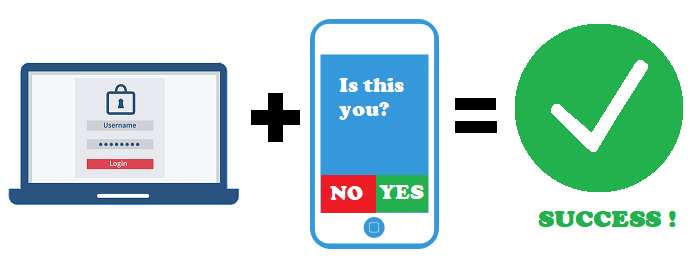 Username
Login
Is this
you?
NO YES
SUCCESS !